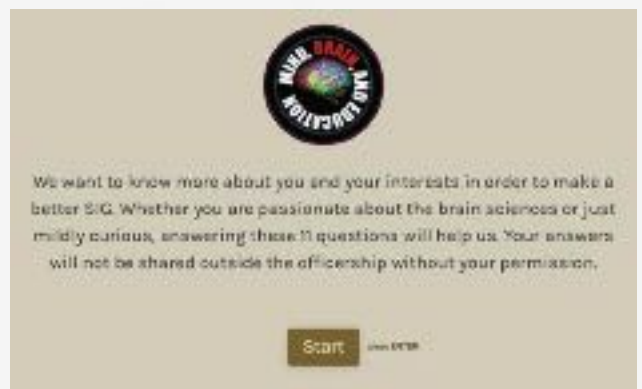 MIND, BRAIN, AND EDUCATION
We want to know more about you and your interests in order to make a
better SIG. Whether you are passionate about the brain sciences or just
mildly curious, answering these 11 questions will help us. Your answers
will not be shared outside the officership without your permission.
Start
press ENTER